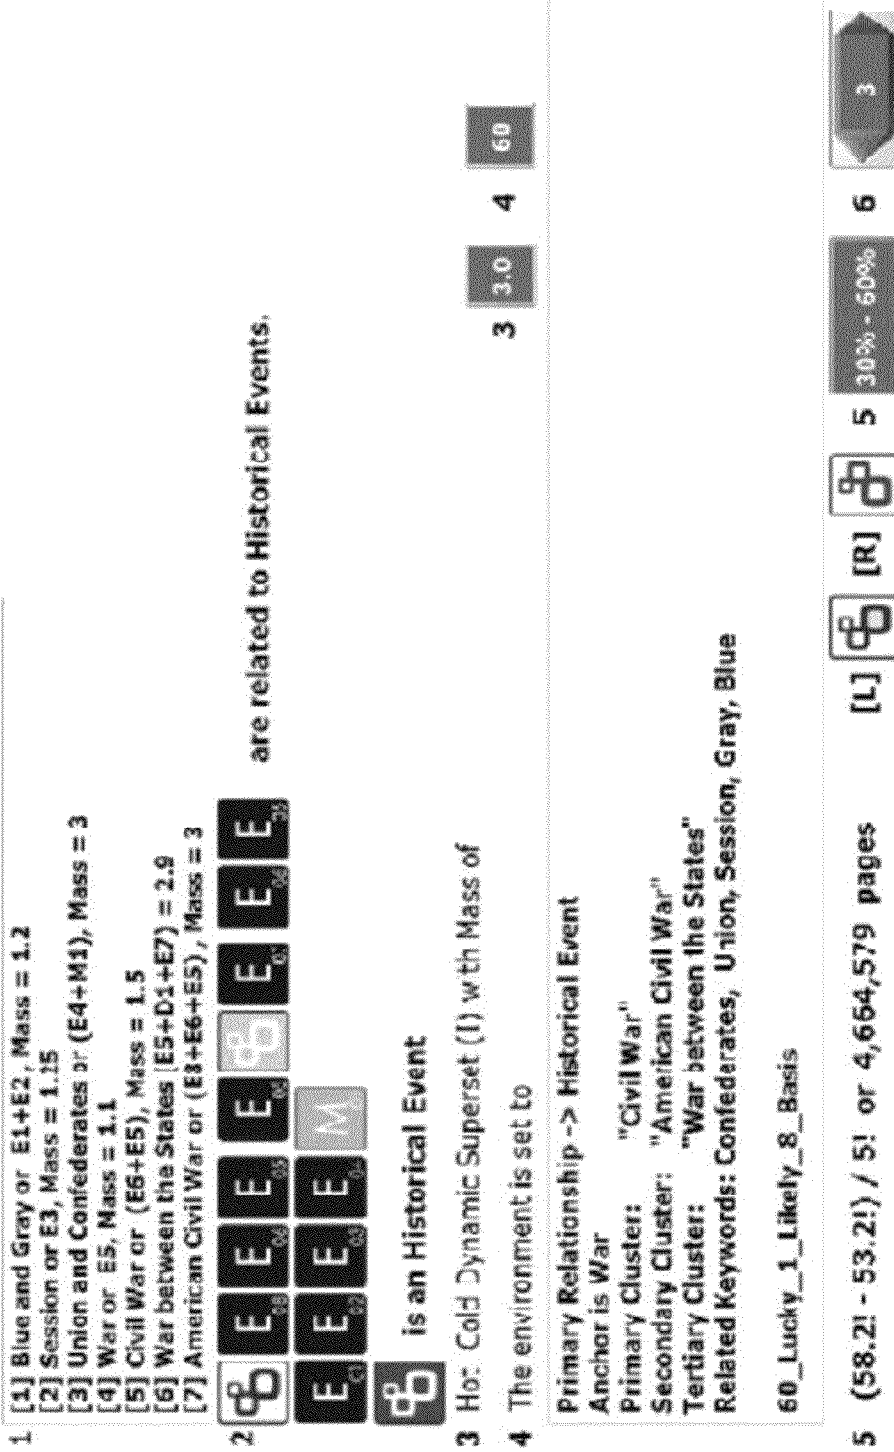 1 [1] Blue and Gray or E1+E2, Mass = 1.2
[2] Session or E3, Mass = 1.15
[3] Union and Confederates or (E4+M1), Mass = 3
[4] War or E5, Mass = 1.1
[5] Civil War or (E6+E5), Mass = 1.5
[6] War between the States [E5+D1+E7) = 2.9
[7] American Civil War or (E8+E6+E5), Mass = 3
2 E 08 E 06 E 05 E E E E are related to Historical Events.
E E 02 E 03 E M
is an Historical Event
3 Hot Cold Dynamic Superset (I) with Mass of 3 3.0 4 60
4 The environment is set to
Primary Relationship -> Historical Event
Anchor is War
Primary Cluster: "Civil War"
Secondary Cluster: "American Civil War"
Tertiary Cluster: "War between the States"
Related Keywords: Confederates, Union, Session, Gray, Blue
60_Lucky_1_Likely_8_Basis
5 (58.2! - 53.2!) / 5! or 4,664,579 pages [L] [R] 5 30% - 60% 6 3